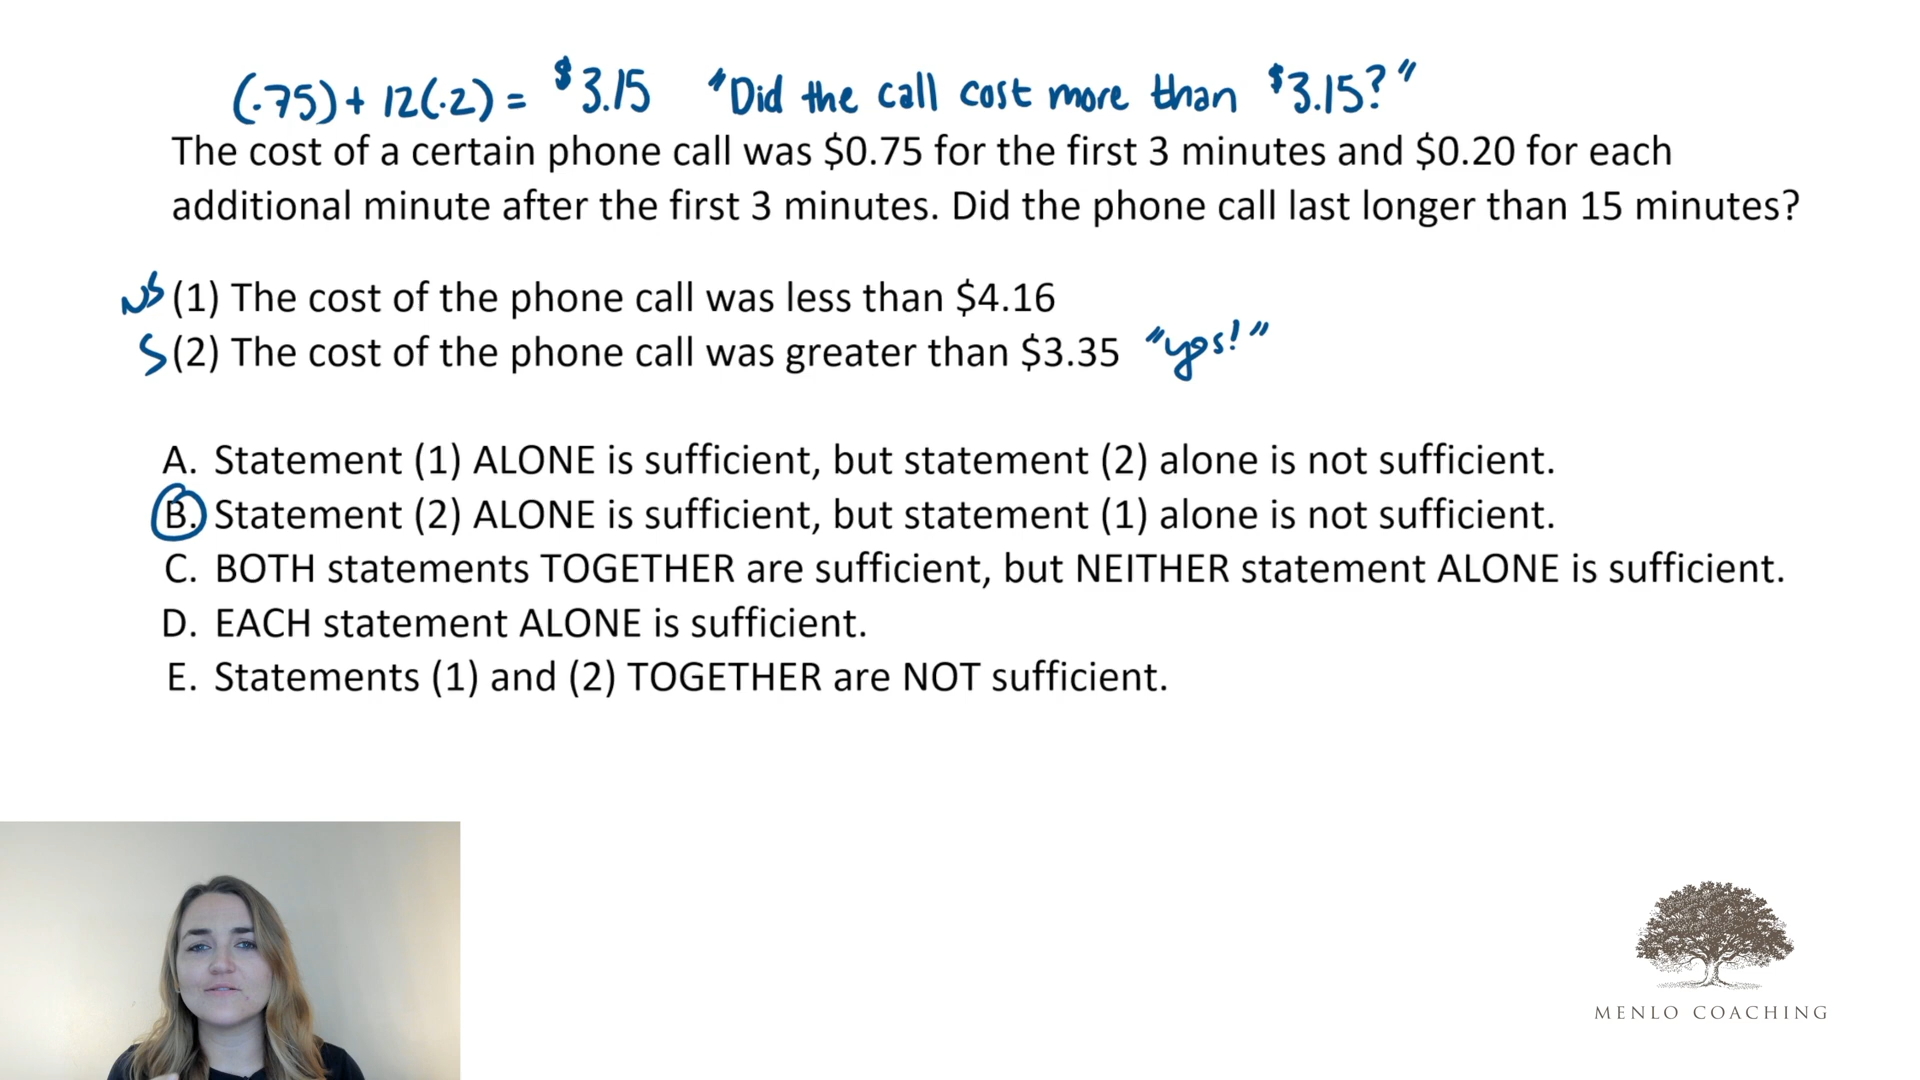 (.75) + 12(.2) = $3.15 "Did the call cost more than $3.15?"
The cost of a certain phone call was $0.75 for the first 3 minutes and $0.20 for each
additional minute after the first 3 minutes. Did the phone call last longer than 15 minutes?
NS (1) The cost of the phone call was less than $4.16
S (2) The cost of the phone call was greater than $3.35 "yes!"
A. Statement (1) ALONE is sufficient, but statement (2) alone is not sufficient.
B. Statement (2) ALONE is sufficient, but statement (1) alone is not sufficient.
C. BOTH statements TOGETHER are sufficient, but NEITHER statement ALONE is sufficient.
D. EACH statement ALONE is sufficient.
E. Statements (1) and (2) TOGETHER are NOT sufficient.
MENLO COACHING